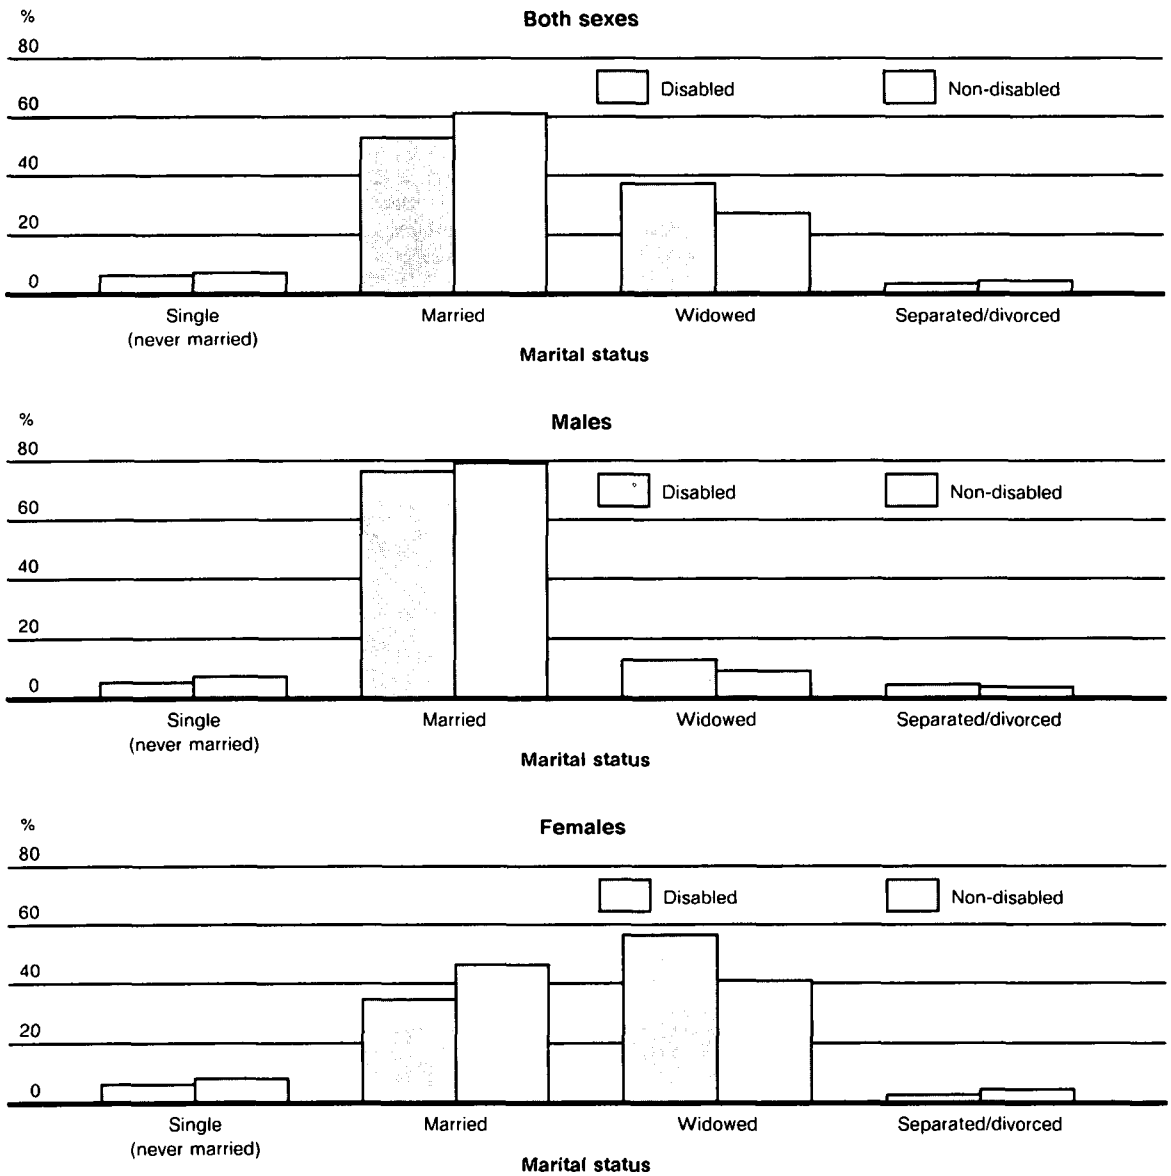 %
Both sexes
80
Disabled
Non-disabled
60
40
20
0
Single Married Widowed Separated/divorced
(never married)
Marital status
%
Males
80
Disabled
Non-disabled
60
40
20
0
Single Married Widowed Separated/divorced
(never married)
Marital status
%
Females
80
Disabled
Non-disabled
60
40
20
0
Single Married Widowed Separated/divorced
(never married)
Marital status